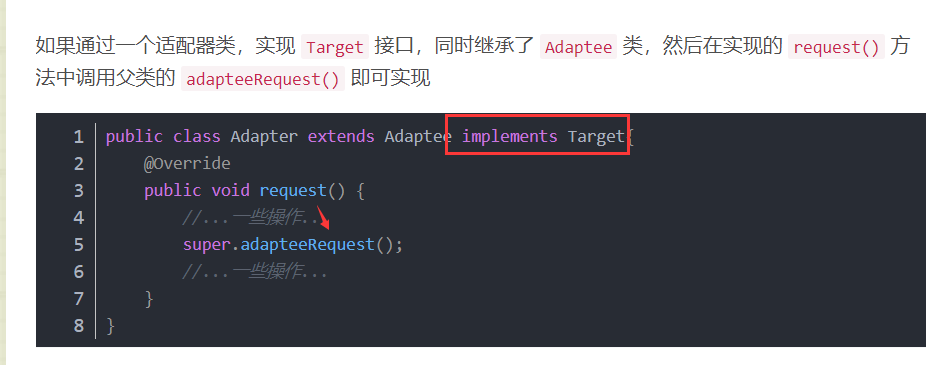 如果通过一个适配器类，实现 Target 接口，同时继承了 Adaptee 类，然后在实现的 request() 方
法中调用父类的 adapteeRequest() 即可实现
1 public class Adapter extends Adaptee implements Target{
2 @Override
3 public void request() {
4 //...一些操作...
5 super.adapteeRequest();
6 //...一些操作...
7 }
8 }